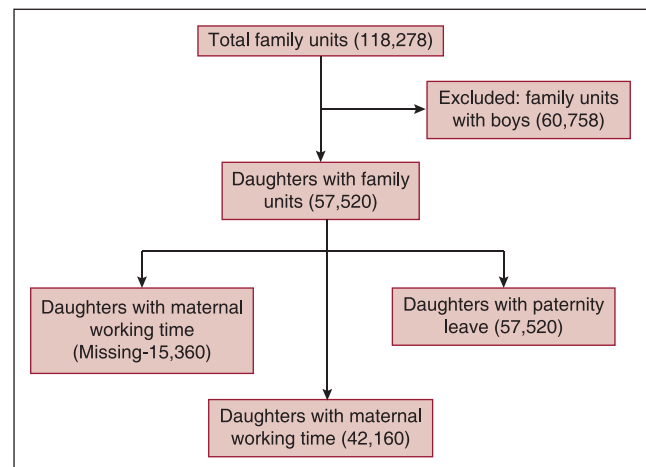 Total family units (118,278)
Excluded: family units
with boys (60,758)
Daughters with family
units (57,520)
Daughters with maternal
working time
(Missing-15,360)
Daughters with paternity
leave (57,520)
Daughters with maternal
working time (42,160)